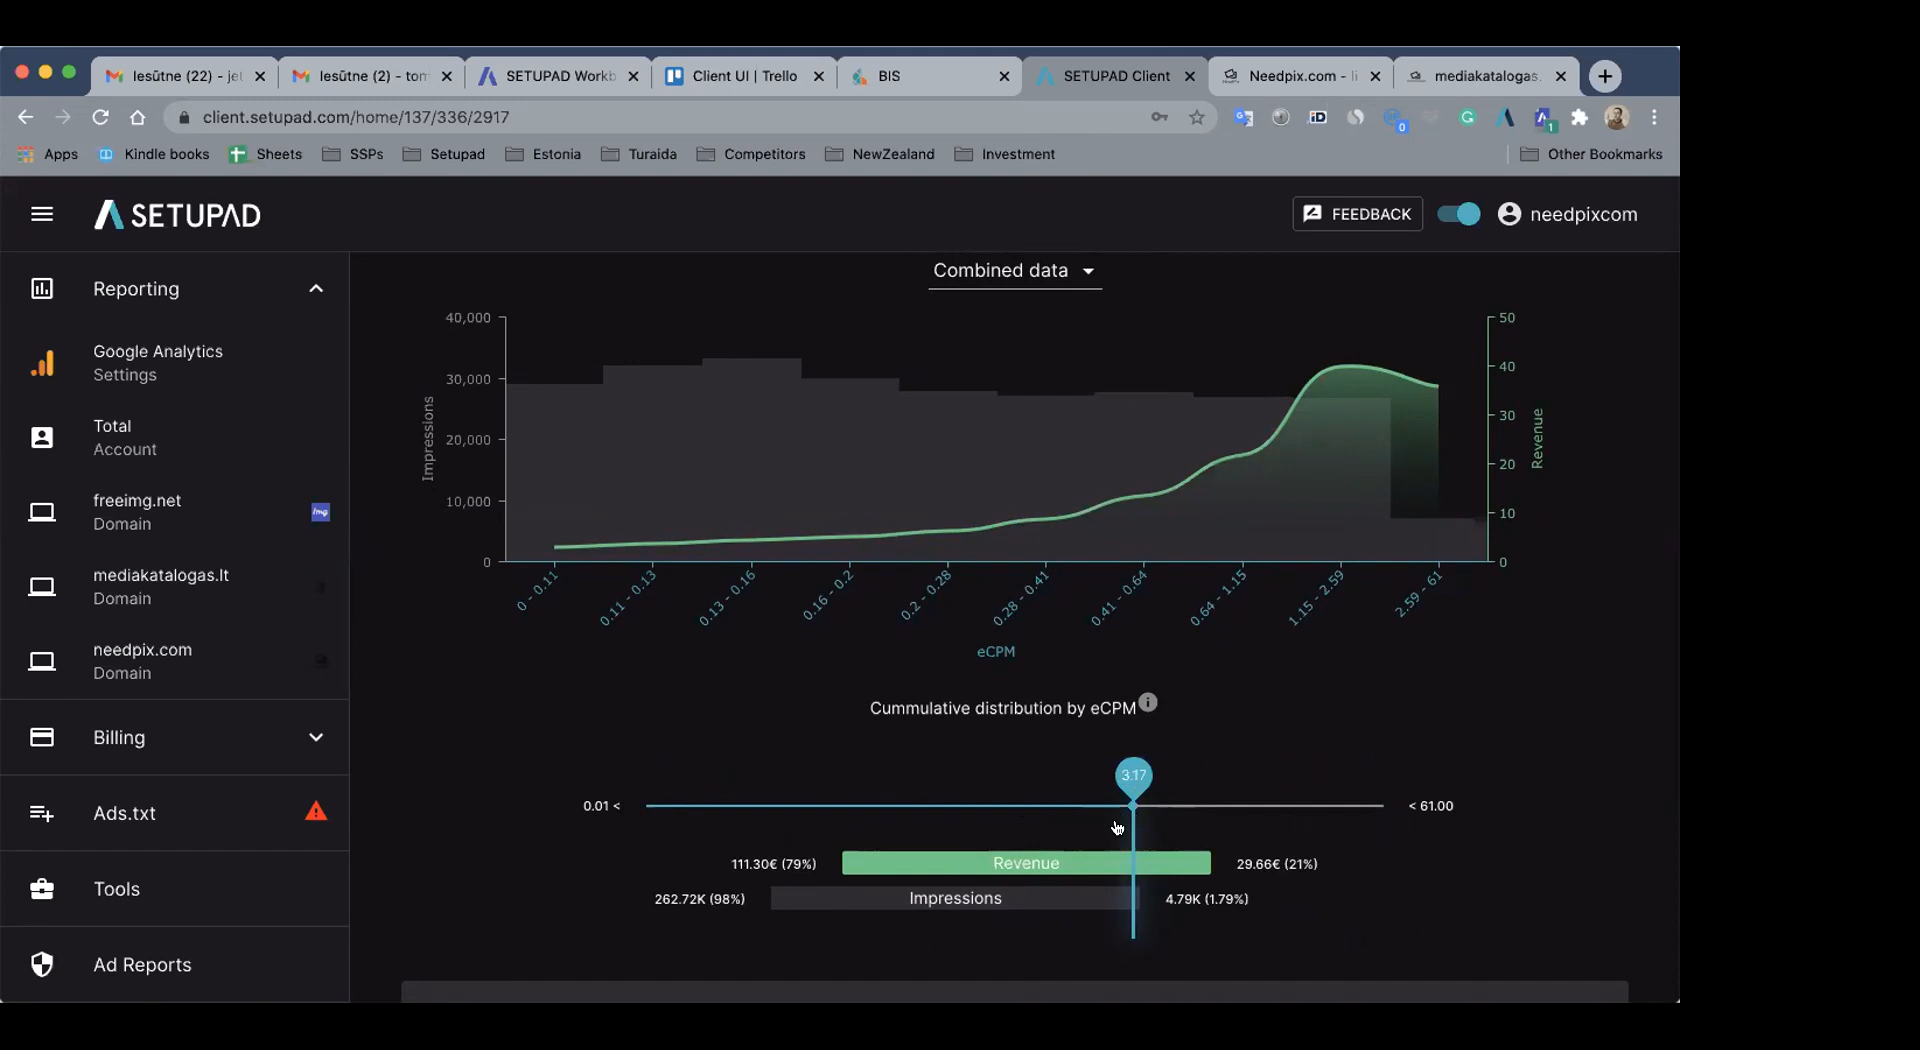 Iesūtne (22) - jet
Iesūtne (2) - tom
SETUPAD Workb
Client UI | Trello
BIS
SETUPAD Client
Needpix.com - li
mediakatalogas.
client.setupad.com/home/137/336/2917
0
1
Apps
Kindle books
Sheets
SSPs
Setupad
Estonia
Turaida
Competitors
NewZealand
Investment
Other Bookmarks
SETUPAD
FEEDBACK
needpixcom
Reporting
Google Analytics
Settings
Total
Account
freeimg.net
Domain
img
mediakatalogas.lt
Domain
needpix.com
Domain
Billing
Ads.txt
Tools
Ad Reports
Combined data
40,000
30,000
20,000
10,000
0
Impressions
50
40
30
20
10
0
Revenue
0 - 0.11
0.11 - 0.13
0.13 - 0.16
0.16 - 0.2
0.2 - 0.28
0.28 - 0.41
0.41 - 0.64
0.64 - 1.15
1.15 - 2.59
2.59 - 61
eCPM
Cummulative distribution by eCPM
3.17
0.01 <
< 61.00
111.30€ (79%)
Revenue
29.66€ (21%)
262.72K (98%)
Impressions
4.79K (1.79%)